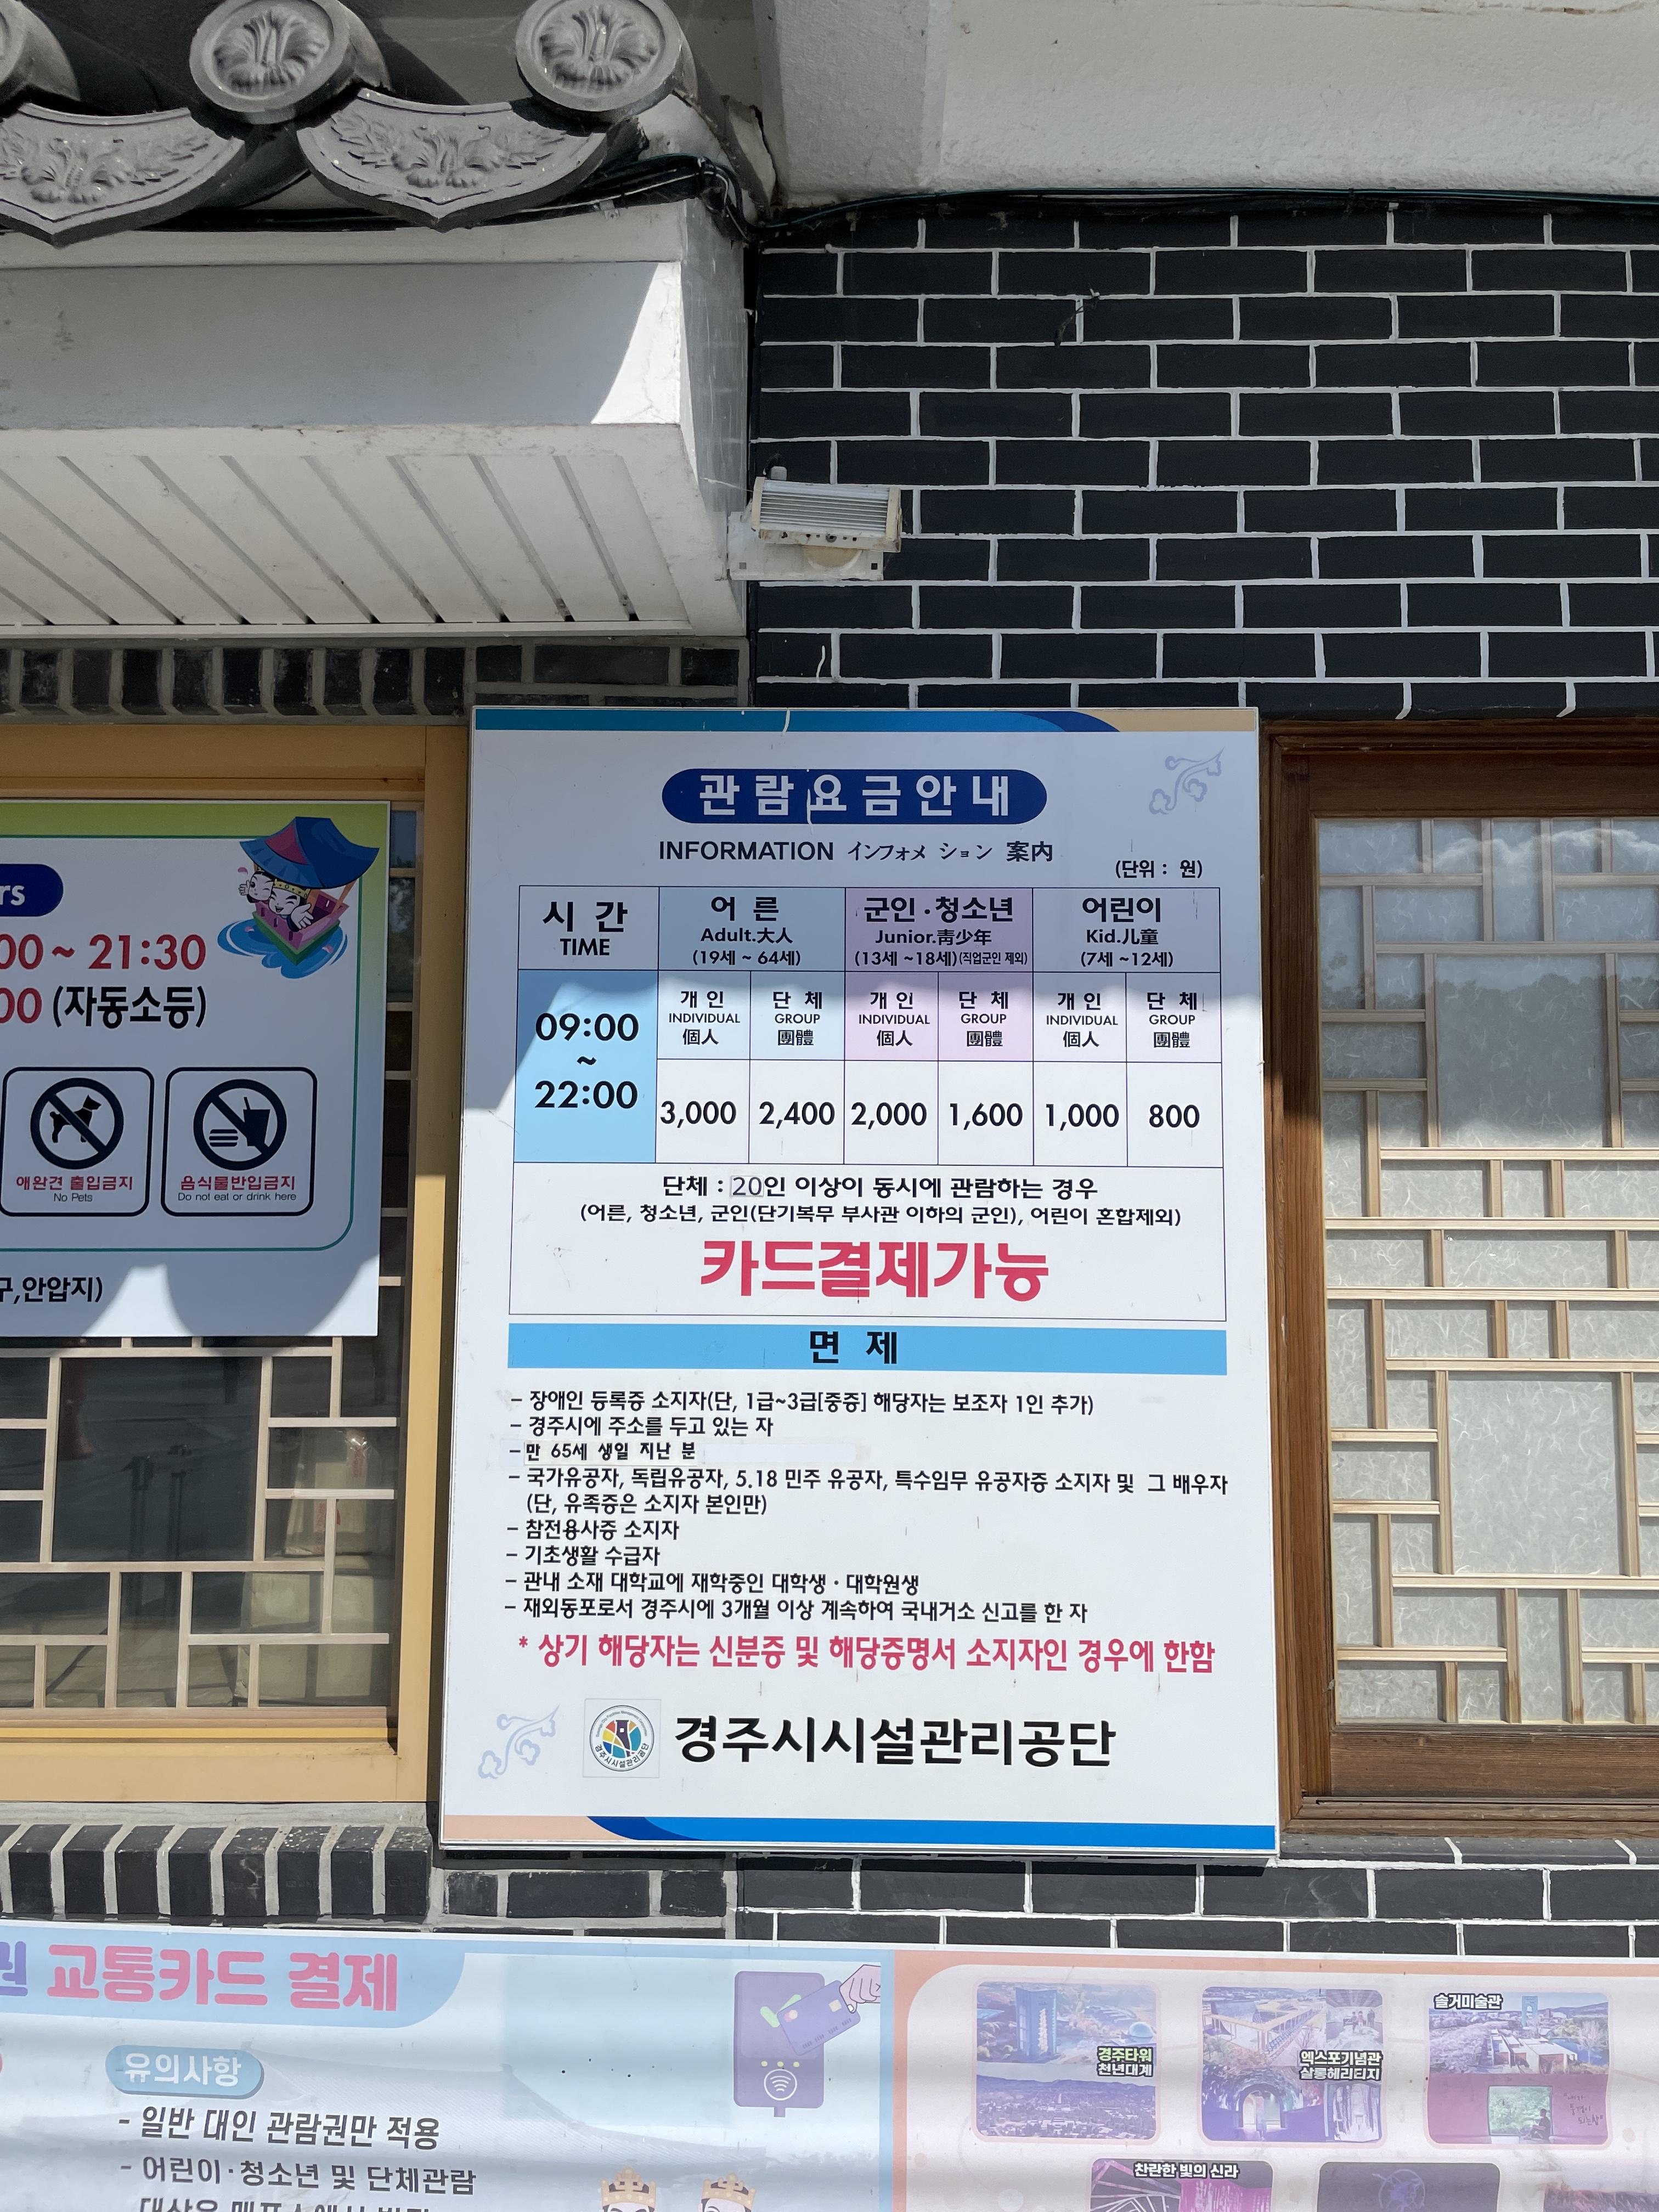 관람요금안내
INFORMATION インフォメ ション 案内
(단위 : 원)
시 간
TIME
어 른
Adult.大人
(19세 ~ 64세)
군인·청소년
Junior.靑少年
(13세 ~18세)(직업군인 제외)
어린이
Kid.儿童
(7세 ~12세)
09:00
~
22:00
개 인
INDIVIDUAL
個人
단 체
GROUP
團體
개 인
INDIVIDUAL
個人
단 체
GROUP
團體
개 인
INDIVIDUAL
個人
단 체
GROUP
團體
3,000 2,400 2,000 1,600 1,000 800
단체 : 20인 이상이 동시에 관람하는 경우
(어른, 청소년, 군인(단기복무 부사관 이하의 군인), 어린이 혼합제외)
카드결제가능
면 제
- 장애인 등록증 소지자(단, 1급~3급[중증] 해당자는 보조자 1인 추가)
- 경주시에 주소를 두고 있는 자
- 만 65세 생일 지난 분
- 국가유공자, 독립유공자, 5.18 민주 유공자, 특수임무 유공자증 소지자 및 그 배우자
(단, 유족증은 소지자 본인만)
- 참전용사증 소지자
- 기초생활 수급자
- 관내 소재 대학교에 재학중인 대학생 · 대학원생
- 재외동포로서 경주시에 3개월 이상 계속하여 국내거소 신고를 한 자
* 상기 해당자는 신분증 및 해당증명서 소지자인 경우에 한함
경주시시설관리공단
rs
00 ~ 21:30
00 (자동소등)
애완견 출입금지
No Pets
음식물반입금지
Do not eat or drink here
구,안압지)
권 교통카드 결제
유의사항
- 일반 대인 관람권만 적용
- 어린이·청소년 및 단체관람
경주타워
천년대계
엑스포기념관
살롱헤리티지
솔거미술관
찬란한 빛의 신라